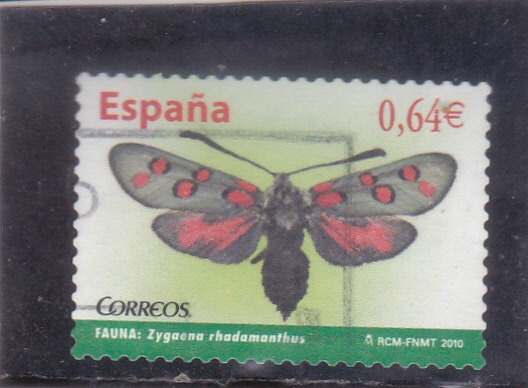 España
0,64€
CORREOS
FAUNA: Zygaena rhadamanthus
RCM-FNMT 2010